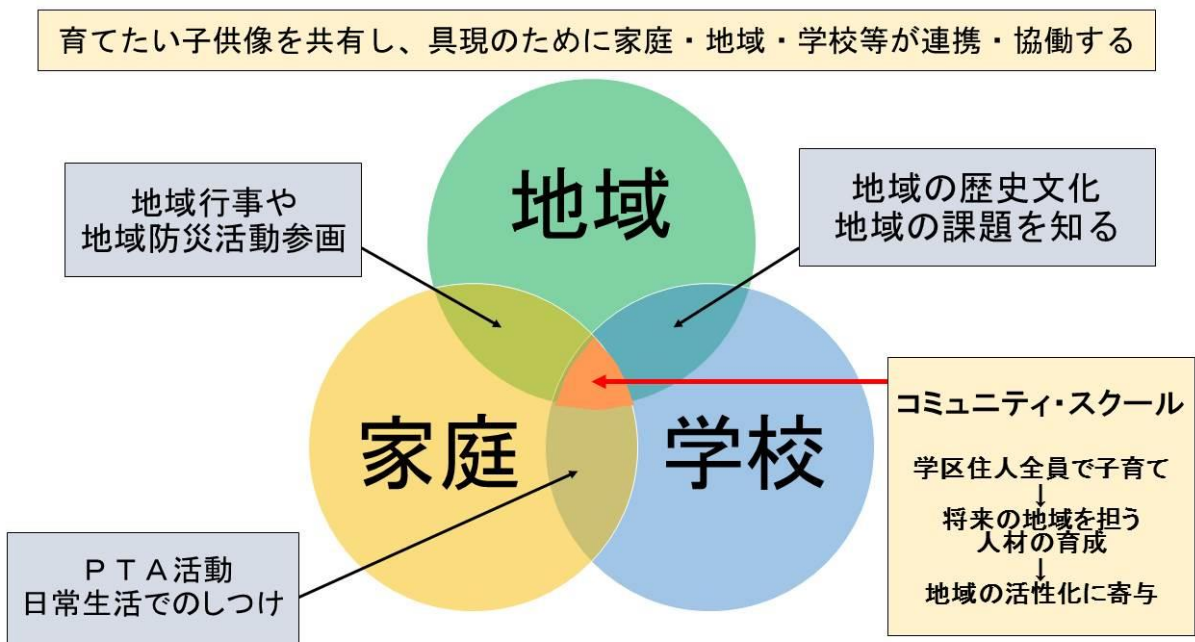 育てたい子供像を共有し、具現のために家庭・地域・学校等が連携・協働する
地域
地域行事や
地域防災活動参画
地域の歴史文化
地域の課題を知る
家庭
学校
コミュニティ・スクール
学区住人全員で子育て
↓
将来の地域を担う
人材の育成
↓
地域の活性化に寄与
ＰＴＡ活動
日常生活でのしつけ